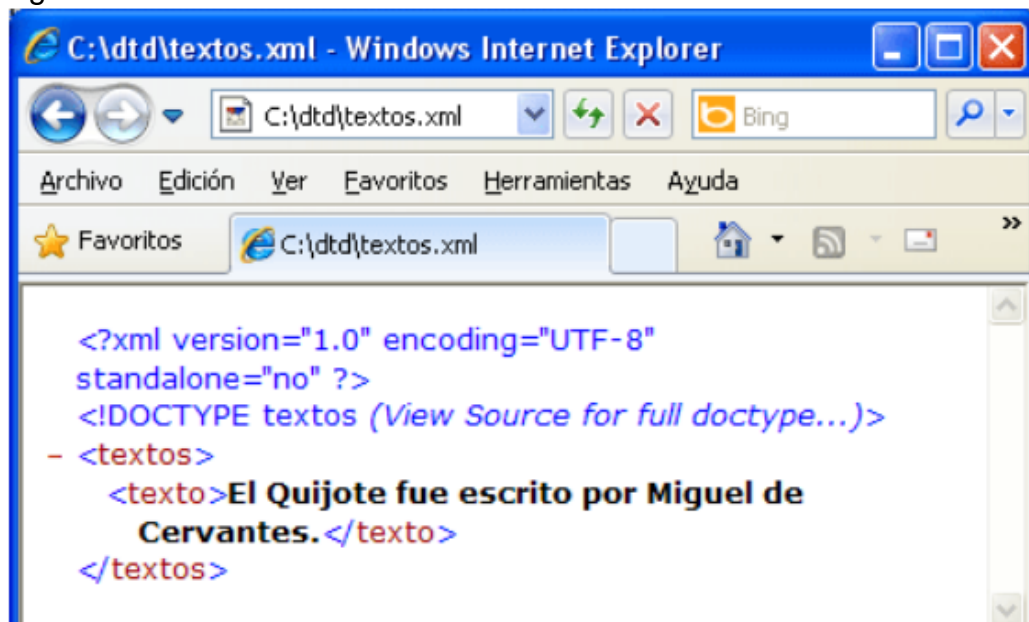 C:\dtd\textos.xml - Windows Internet Explorer
C:\dtd\textos.xml
Bing
Archivo Edición Ver Favoritos Herramientas Ayuda
Favoritos
C:\dtd\textos.xml
»
<?xml version="1.0" encoding="UTF-8"
standalone="no" ?>
<!DOCTYPE textos (View Source for full doctype...)>
- <textos>
<texto>El Quijote fue escrito por Miguel de
Cervantes.</texto>
</textos>